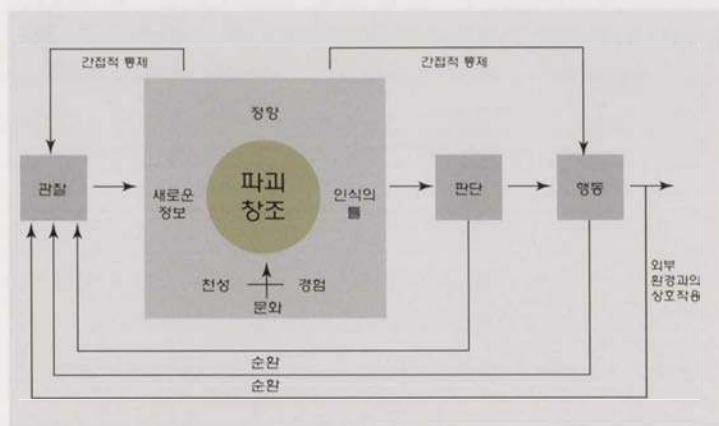 간접적 통제
간접적 통제
정향
관찰
새로운
정보
파괴
창조
인식의
틀
판단
행동
천성
경험
문화
외부
환경과의
상호작용
순환
순환